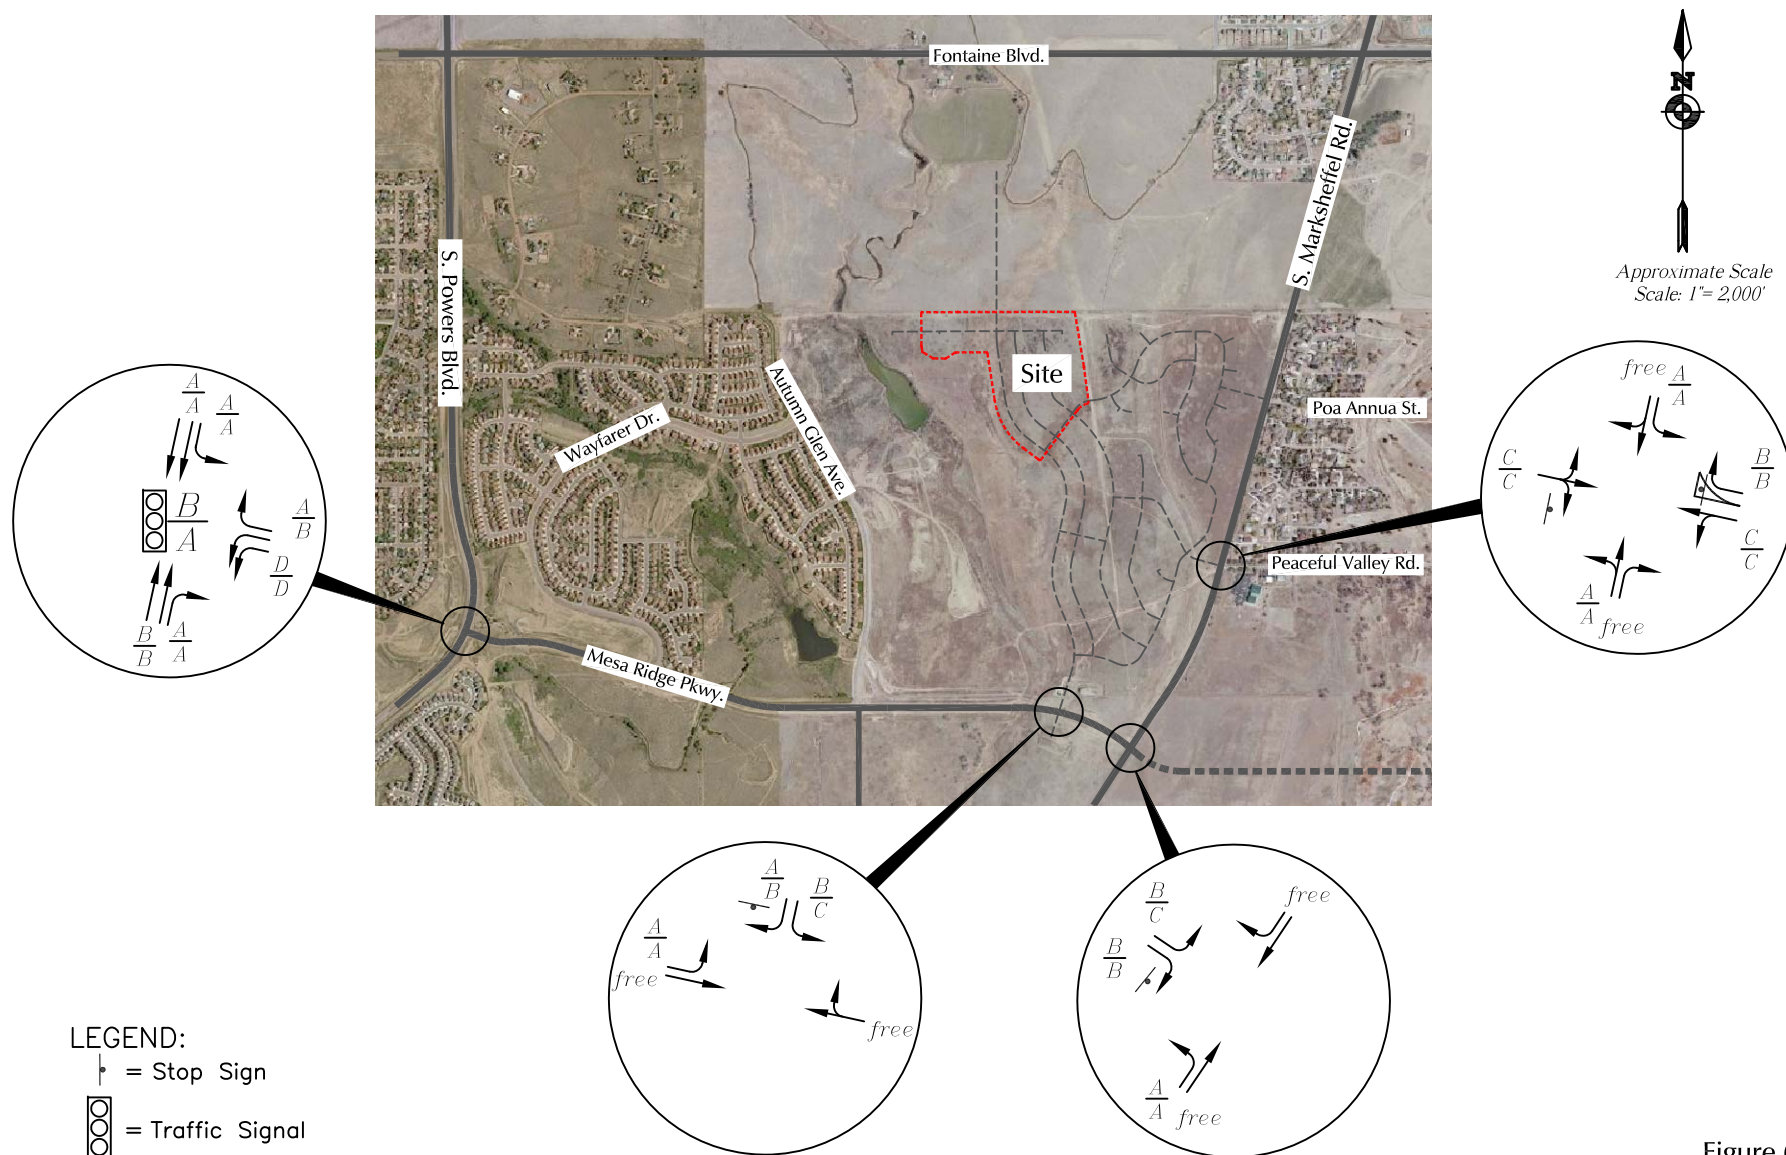 Fontaine Blvd.
N
S. Marksheffel Rd.
Approximate Scale
Scale: 1"= 2,000'
S. Powers Blvd.
Site
Autumn Glen Ave.
Wayfarer Dr.
Poa Annua St.
Peaceful Valley Rd.
Mesa Ridge Pkwy.
A
A
A
A
B
A
A
B
D
D
B
B
A
A
free
A
A
C
C
B
B
C
C
A
A
free
A
B
B
C
A
A
free
free
B
C
B
B
free
A
A
free
LEGEND:
= Stop Sign
= Traffic Signal
Figure